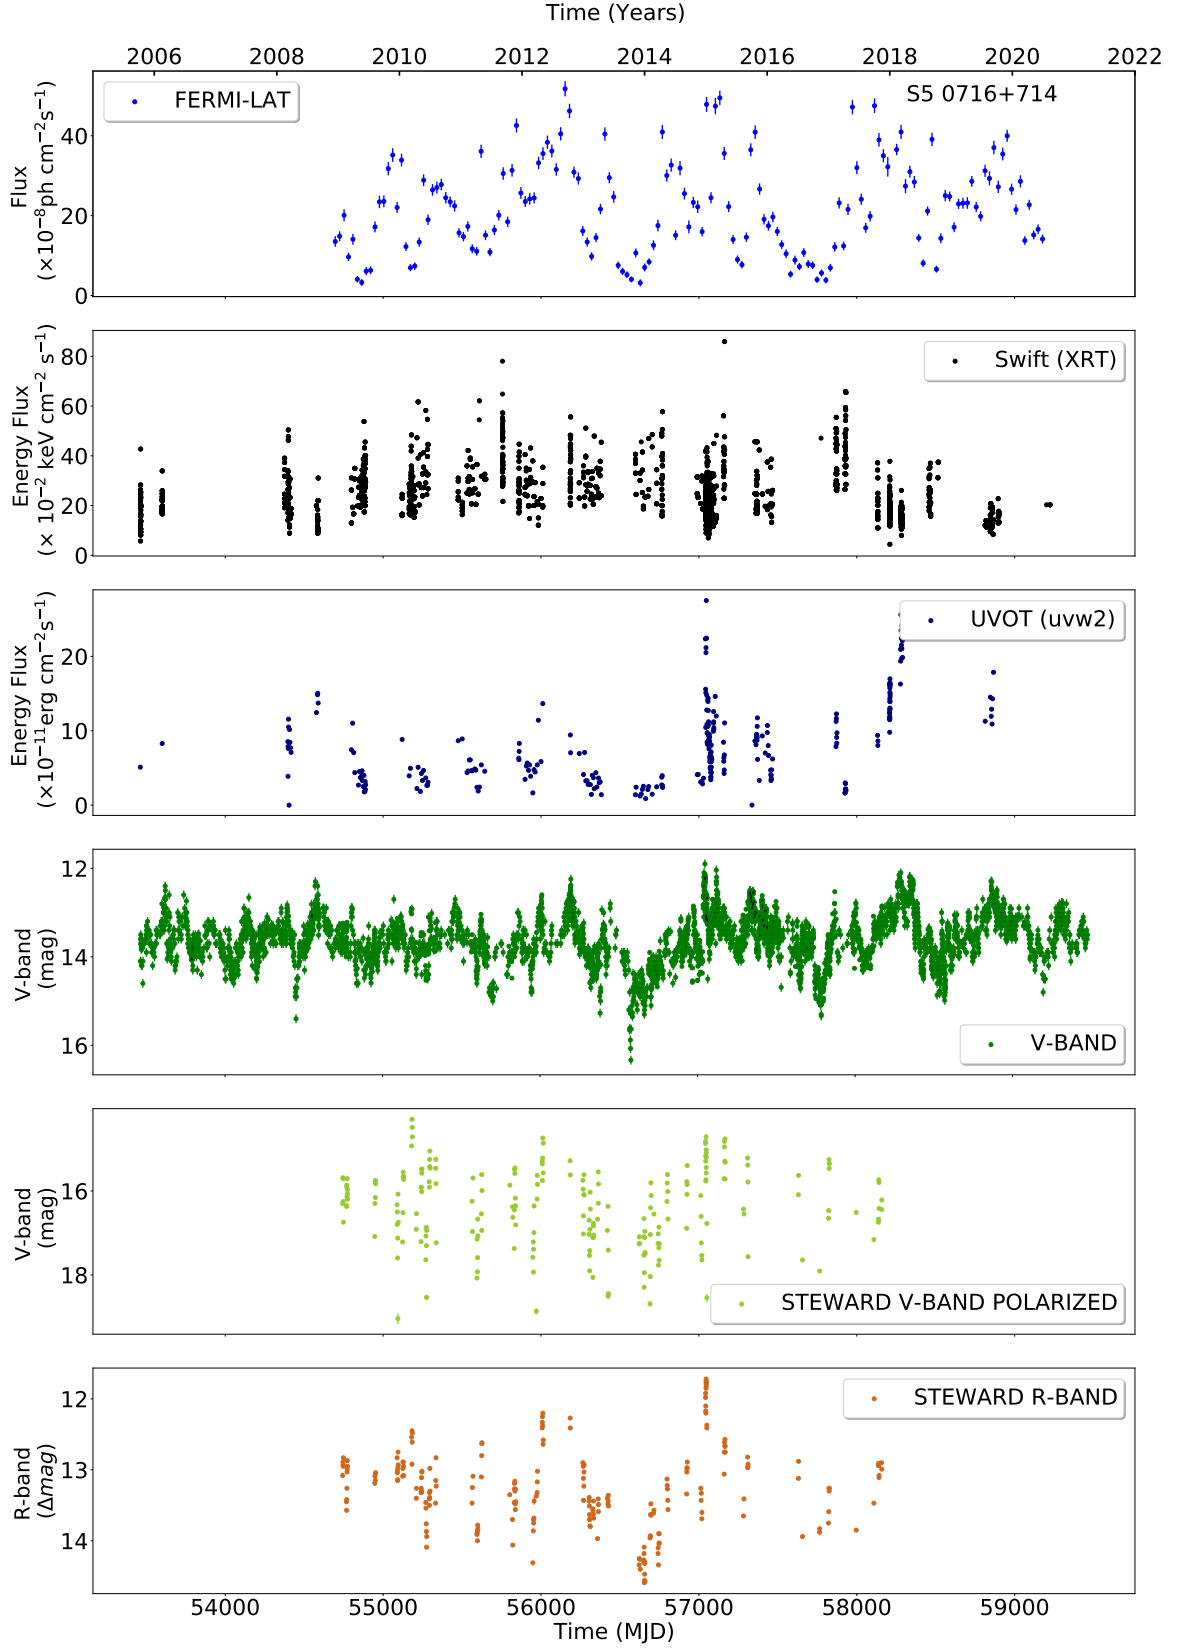 Time (Years)
2006 2008 2010 2012 2014 2016 2018 2020 2022
FERMI-LAT
S5 0716+714
Flux
(×10⁻⁸ph cm⁻²s⁻¹)
40
20
0
Swift (XRT)
Energy Flux
(× 10⁻² keV cm⁻² s⁻¹)
80
60
40
20
0
UVOT (uvw2)
Energy Flux
(×10⁻¹¹erg cm⁻²s⁻¹)
20
10
0
V-band
(mag)
12
14
16
V-BAND
V-band
(mag)
16
18
STEWARD V-BAND POLARIZED
STEWARD R-BAND
R-band
(Δmag)
12
13
14
54000 55000 56000 57000 58000 59000
Time (MJD)